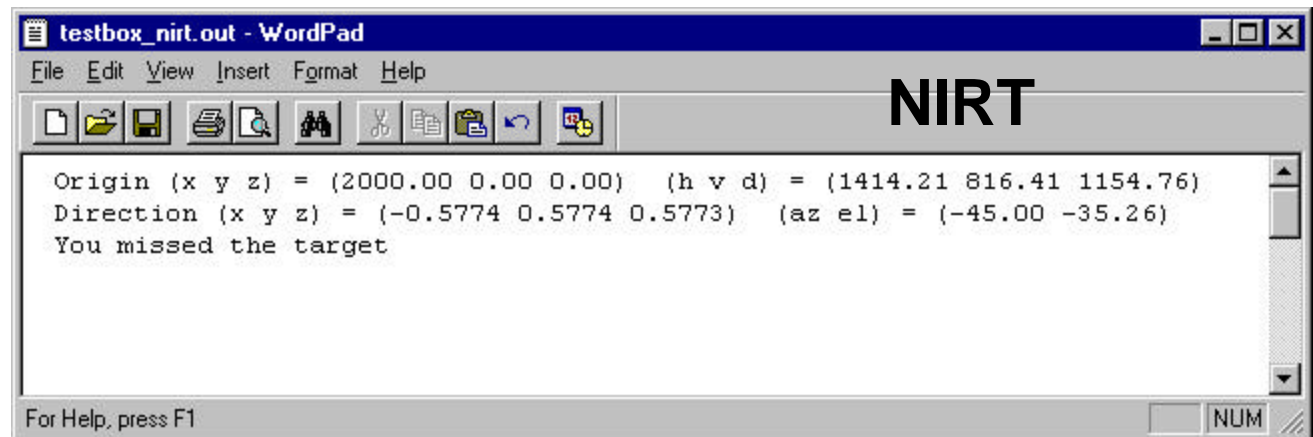 testbox_nirt.out - WordPad
File Edit View Insert Format Help
NIRT
Origin (x y z) = (2000.00 0.00 0.00) (h v d) = (1414.21 816.41 1154.76)
Direction (x y z) = (-0.5774 0.5774 0.5773) (az el) = (-45.00 -35.26)
You missed the target
For Help, press F1
NUM